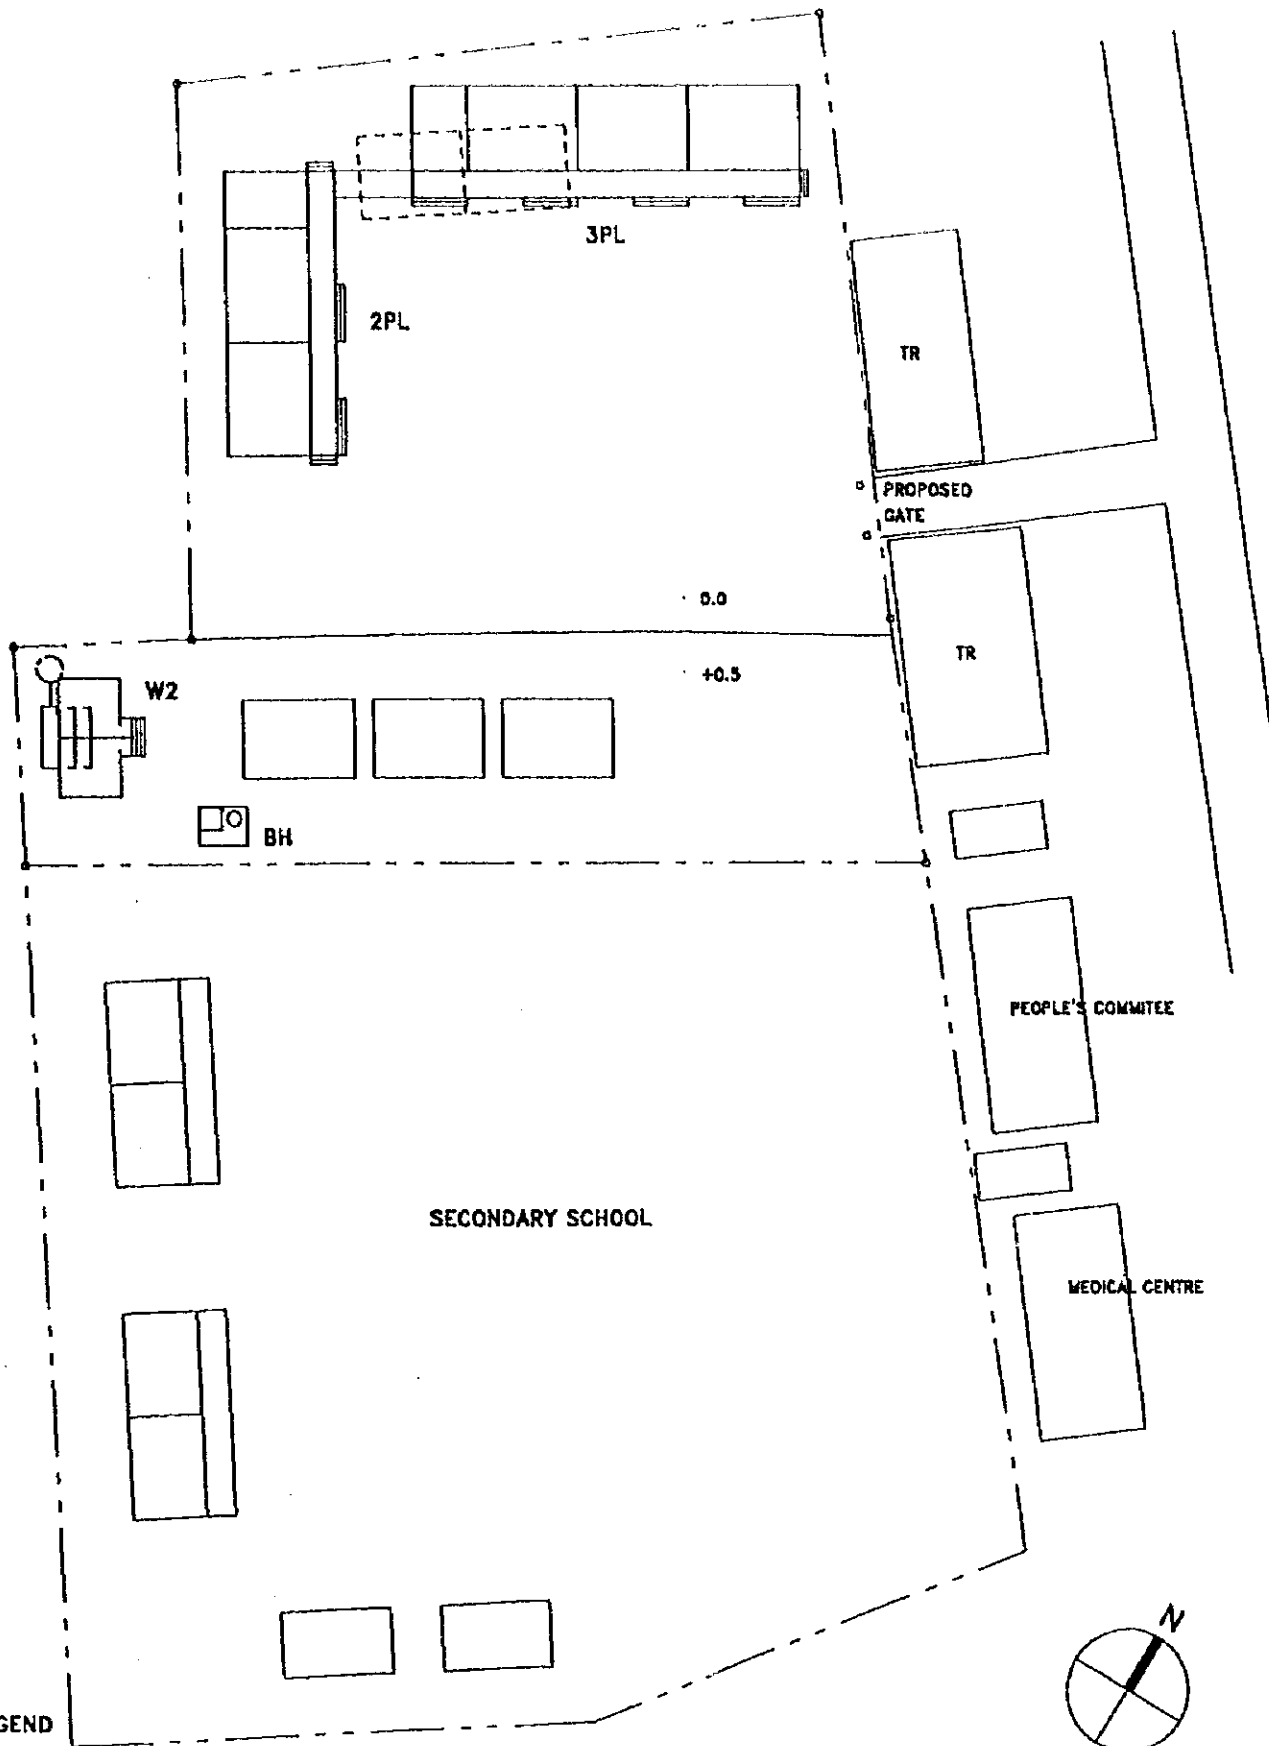 3PL
2PL
TR
PROPOSED
GATE
0.0
+0.5
TR
W2
BH
PEOPLE'S COMMITEE
SECONDARY SCHOOL
MEDICAL CENTRE
N
GEND